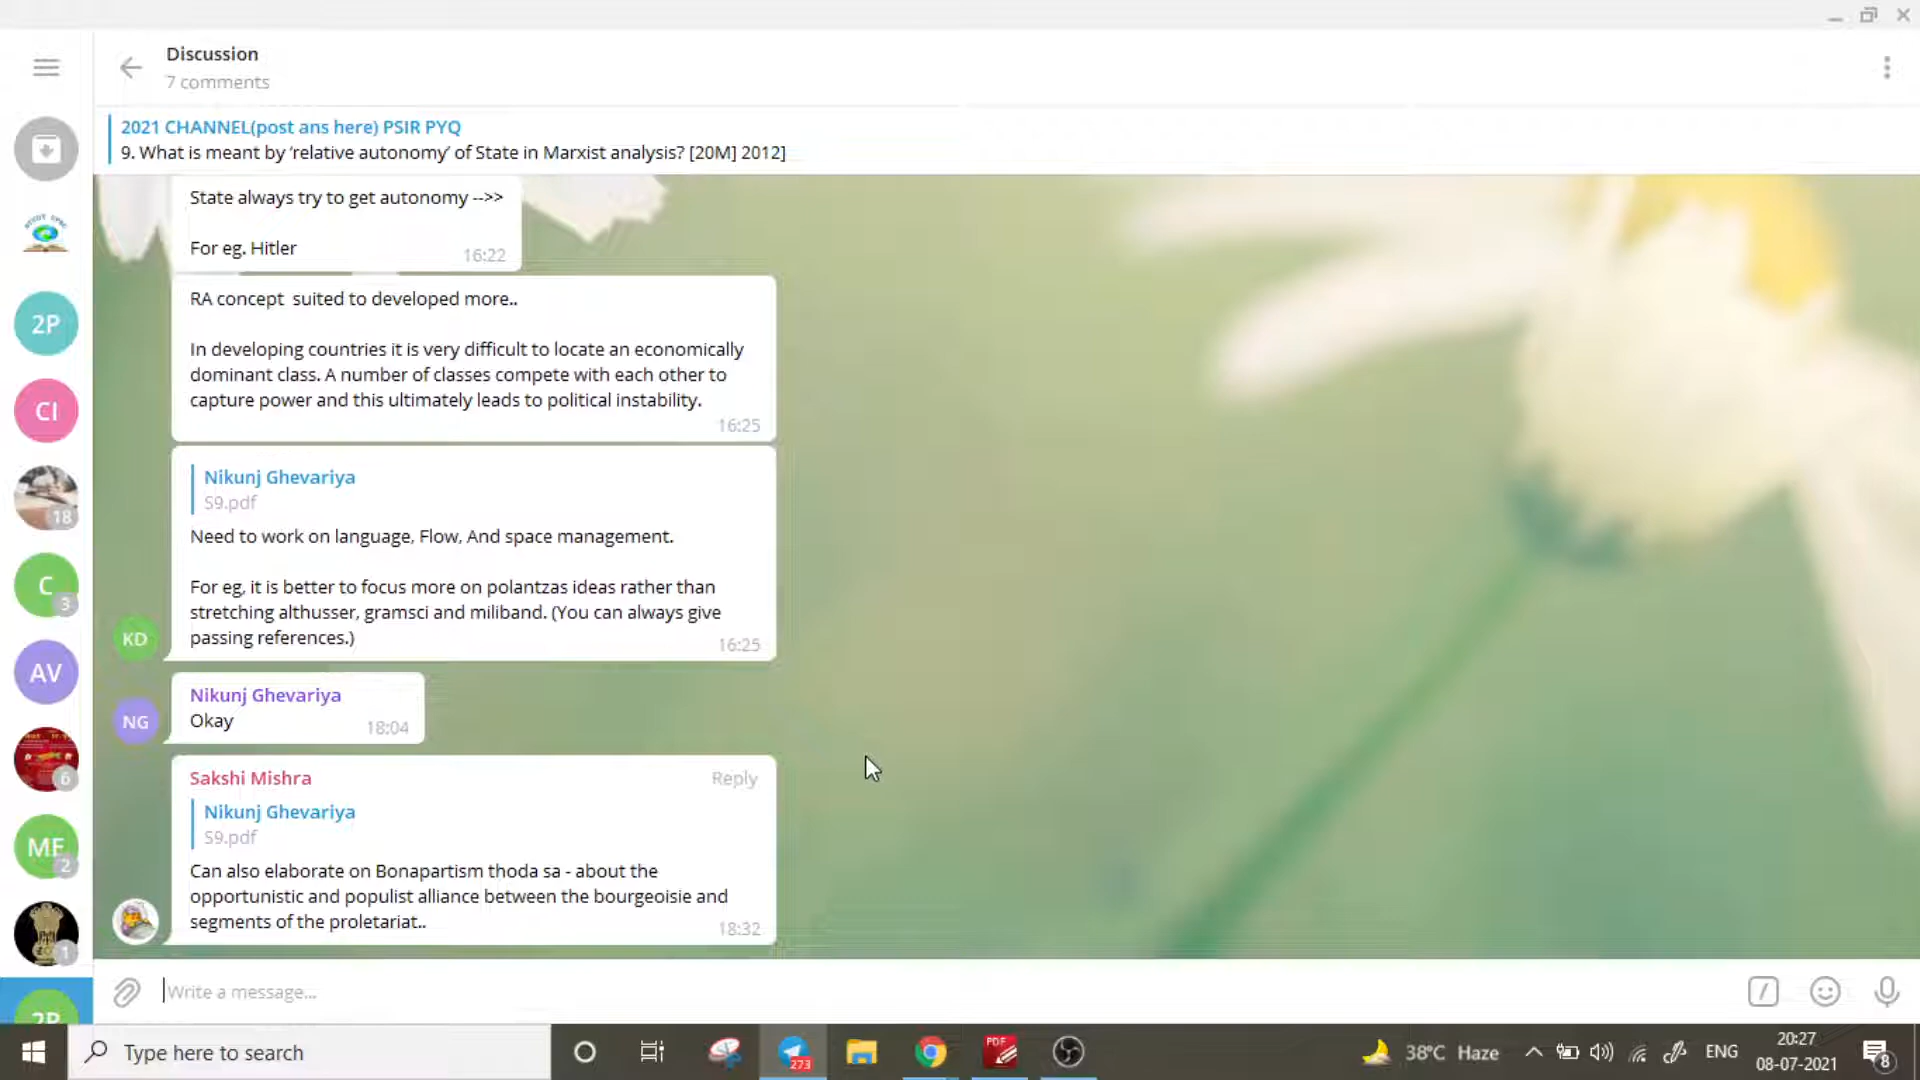 Discussion
7 comments
2021 CHANNEL(post ans here) PSIR PYQ
9. What is meant by ‘relative autonomy’ of State in Marxist analysis? [20M] 2012]
State always try to get autonomy -->>
For eg. Hitler
16:22
RA concept  suited to developed more..
In developing countries it is very difficult to locate an economically
dominant class. A number of classes compete with each other to
capture power and this ultimately leads to political instability.
16:25
Nikunj Ghevariya
S9.pdf
Need to work on language, Flow, And space management.
For eg, it is better to focus more on polantzas ideas rather than
stretching althusser, gramsci and miliband. (You can always give
passing references.)
16:25
KD
Nikunj Ghevariya
Okay
18:04
NG
Sakshi Mishra
Reply
Nikunj Ghevariya
S9.pdf
Can also elaborate on Bonapartism thoda sa - about the
opportunistic and populist alliance between the bourgeoisie and
segments of the proletariat..
18:32
2P
CI
18
C
3
AV
6
MF
2
1
2P
Write a message...
Type here to search
273
PDF
38°C Haze
ENG
20:27
08-07-2021
8